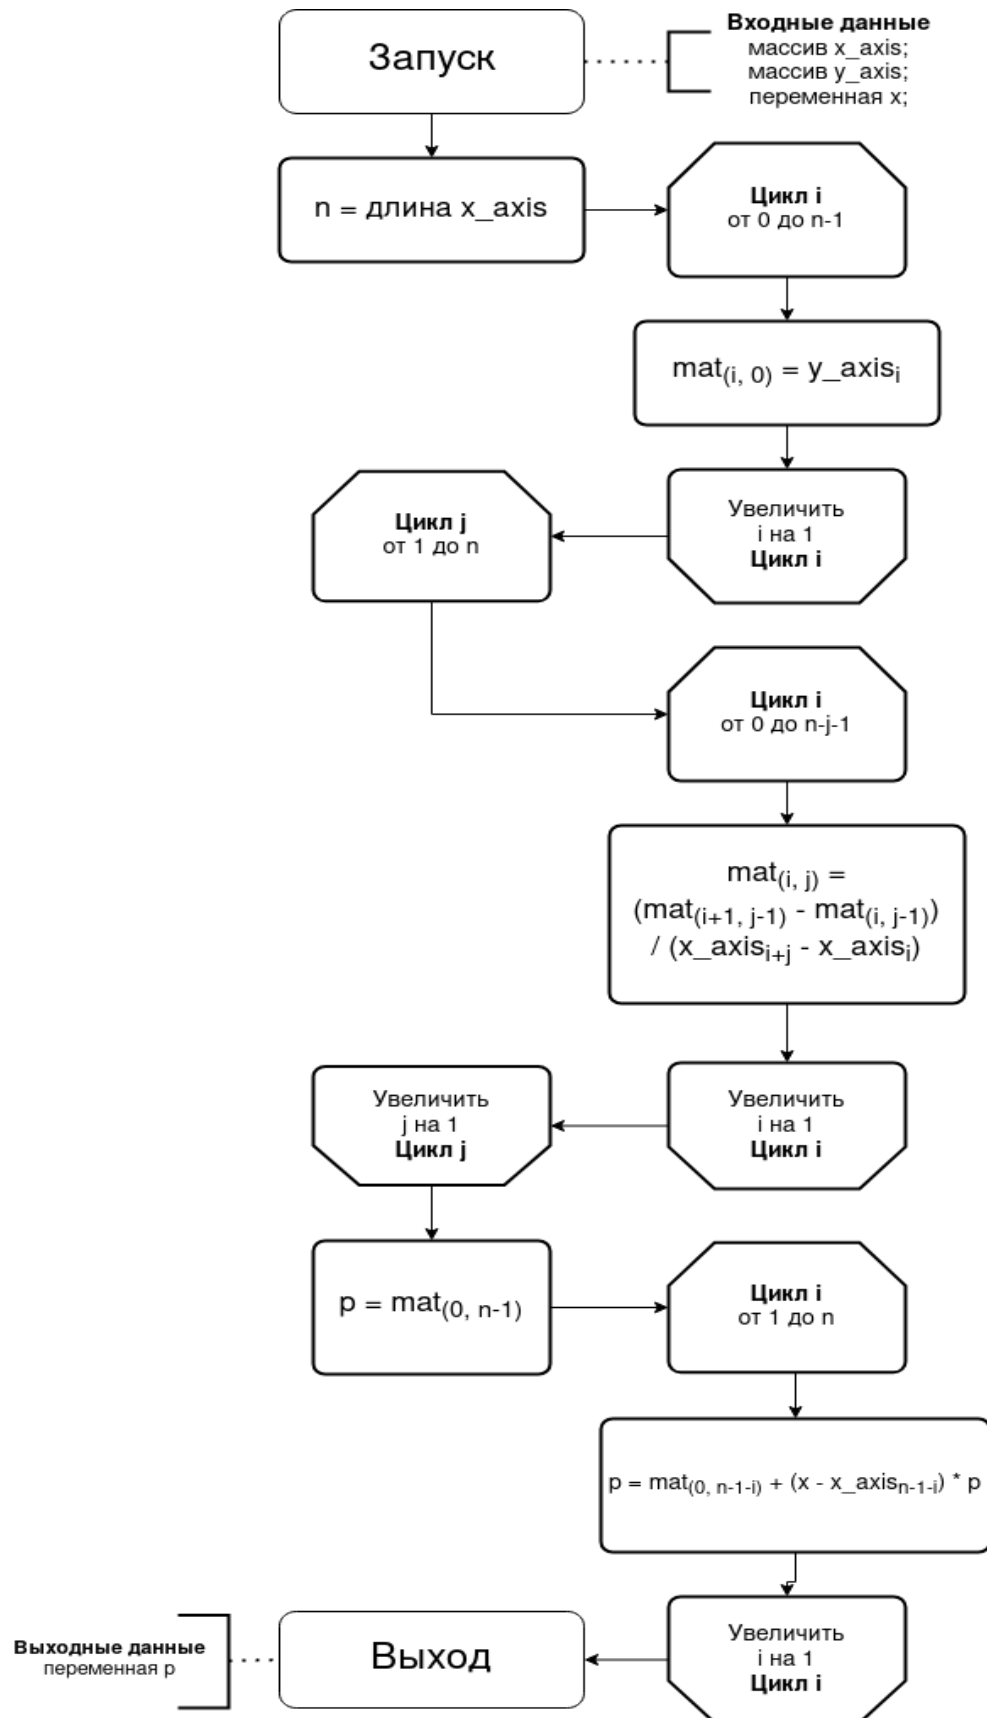 Запуск
Входные данные
массив x_axis;
массив y_axis;
переменная x;
n = длина x_axis
Цикл i
от 0 до n-1
mat(i, 0) = y_axisi
Увеличить
i на 1
Цикл i
Цикл j
от 1 до n
Цикл i
от 0 до n-j-1
mat(i, j) =
(mat(i+1, j-1) - mat(i, j-1))
/ (x_axisi+j - x_axisi)
Увеличить
i на 1
Цикл i
Увеличить
j на 1
Цикл j
p = mat(0, n-1)
Цикл i
от 1 до n
p = mat(0, n-1-i) + (x - x_axisn-1-i) * p
Увеличить
i на 1
Цикл i
Выход
Выходные данные
переменная p